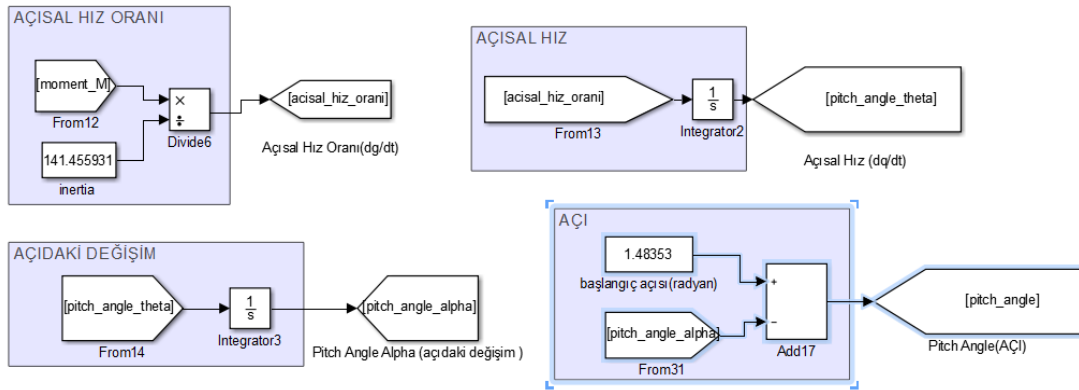 AÇISAL HIZ ORANI
[moment_M]
From12
×
÷
Divide6
141.455931
inertia
[acisal_hiz_orani]
Açısal Hız Oranı(dg/dt)
AÇISAL HIZ
[acisal_hiz_orani]
From13
1
s
Integrator2
[pitch_angle_theta]
Açısal Hız (dq/dt)
AÇIDAKİ DEĞİŞİM
[pitch_angle_theta]
From14
1
s
Integrator3
[pitch_angle_alpha]
Pitch Angle Alpha (açıdaki değişim )
AÇI
1.48353
başlangıç açısı(radyan)
[pitch_angle_alpha]
From31
+
−
Add17
[pitch_angle]
Pitch Angle(AÇI)